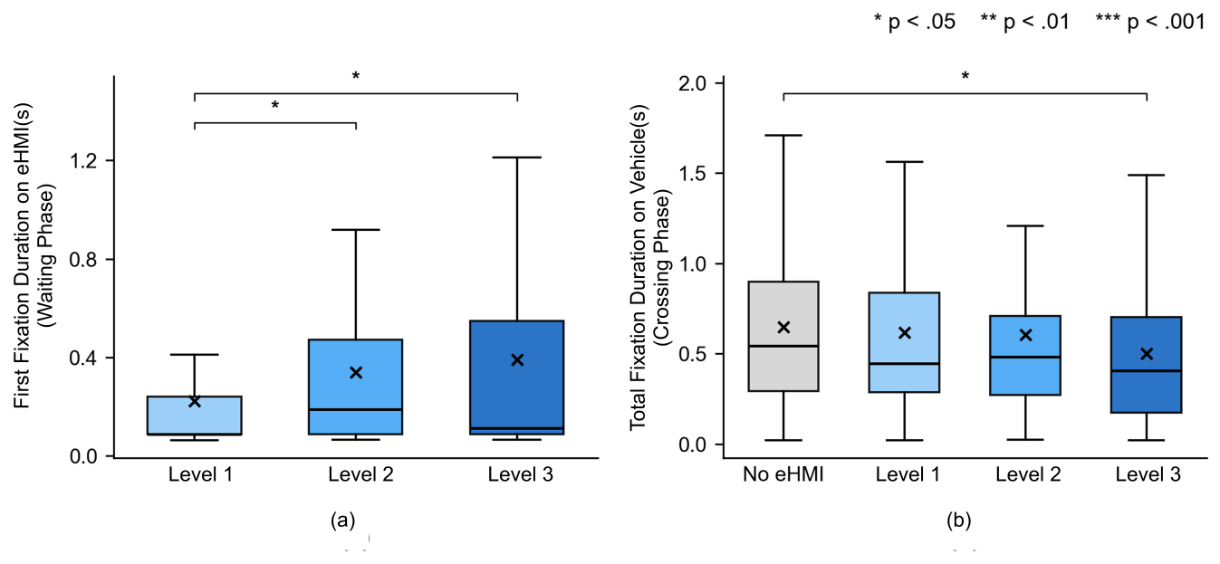 * p < .05 ** p < .01 *** p < .001
First Fixation Duration on eHMI(s)
(Waiting Phase)
1.2
0.8
0.4
0.0
*
*
Level 1 Level 2 Level 3
(a)
Total Fixation Duration on Vehicle(s)
(Crossing Phase)
2.0
1.5
1.0
0.5
0.0
*
No eHMI Level 1 Level 2 Level 3
(b)